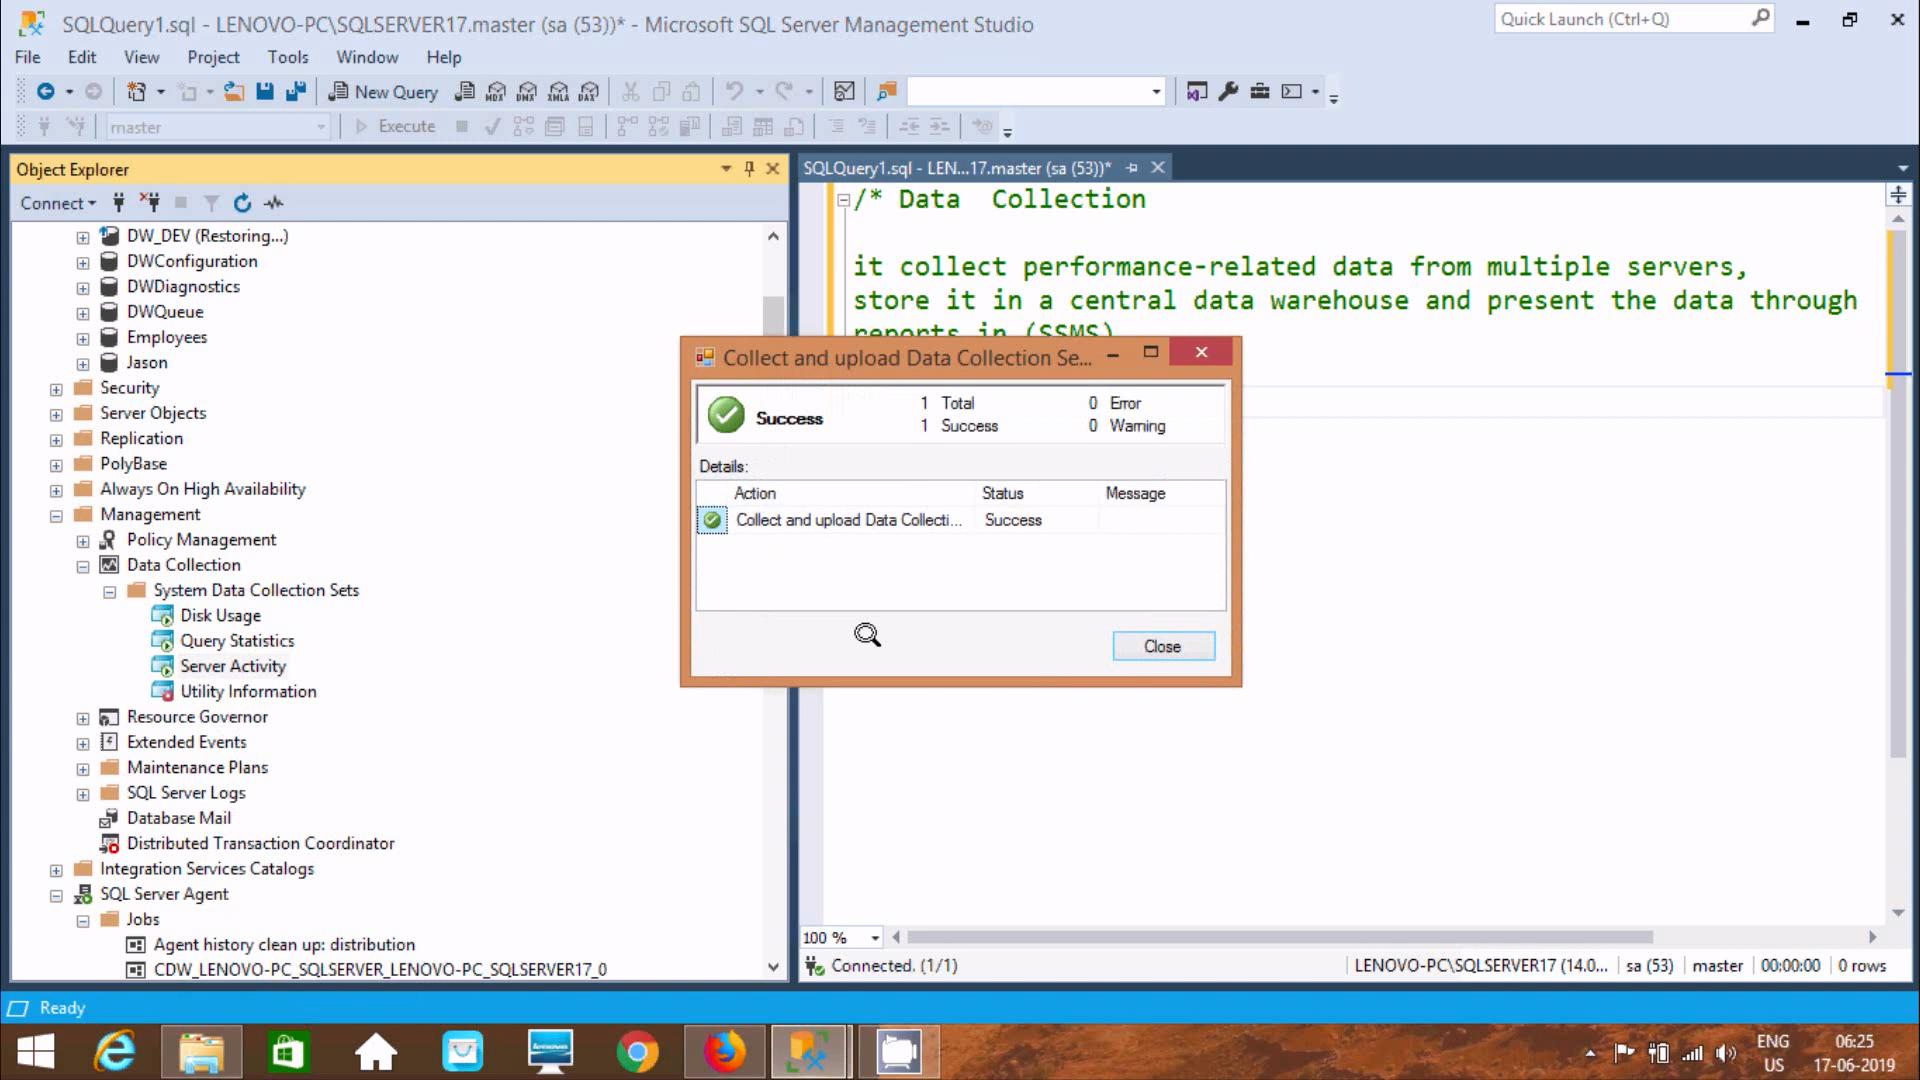 SQLQuery1.sql - LENOVO-PC\SQLSERVER17.master (sa (53))* - Microsoft SQL Server Management Studio
Quick Launch (Ctrl+Q)
File Edit View Project Tools Window Help
New Query
MDX DMX XMLA DAX
master
Execute
Object Explorer
Connect
DW_DEV (Restoring...)
DWConfiguration
DWDiagnostics
DWQueue
Employees
Jason
Security
Server Objects
Replication
PolyBase
Always On High Availability
Management
Policy Management
Data Collection
System Data Collection Sets
Disk Usage
Query Statistics
Server Activity
Utility Information
Resource Governor
Extended Events
Maintenance Plans
SQL Server Logs
Database Mail
Distributed Transaction Coordinator
Integration Services Catalogs
SQL Server Agent
Jobs
Agent history clean up: distribution
CDW_LENOVO-PC_SQLSERVER_LENOVO-PC_SQLSERVER17_0
SQLQuery1.sql - LEN...17.master (sa (53))*
/* Data Collection
it collect performance-related data from multiple servers,
store it in a central data warehouse and present the data through
reports in (SSMS)
Collect and upload Data Collection Se...
Success
1 Total 0 Error
1 Success 0 Warning
Details:
Action Status Message
Collect and upload Data Collecti... Success
Close
100 %
Connected. (1/1)
LENOVO-PC\SQLSERVER17 (14.0... sa (53) master 00:00:00 0 rows
Ready
lenovo
ENG
US
06:25
17-06-2019